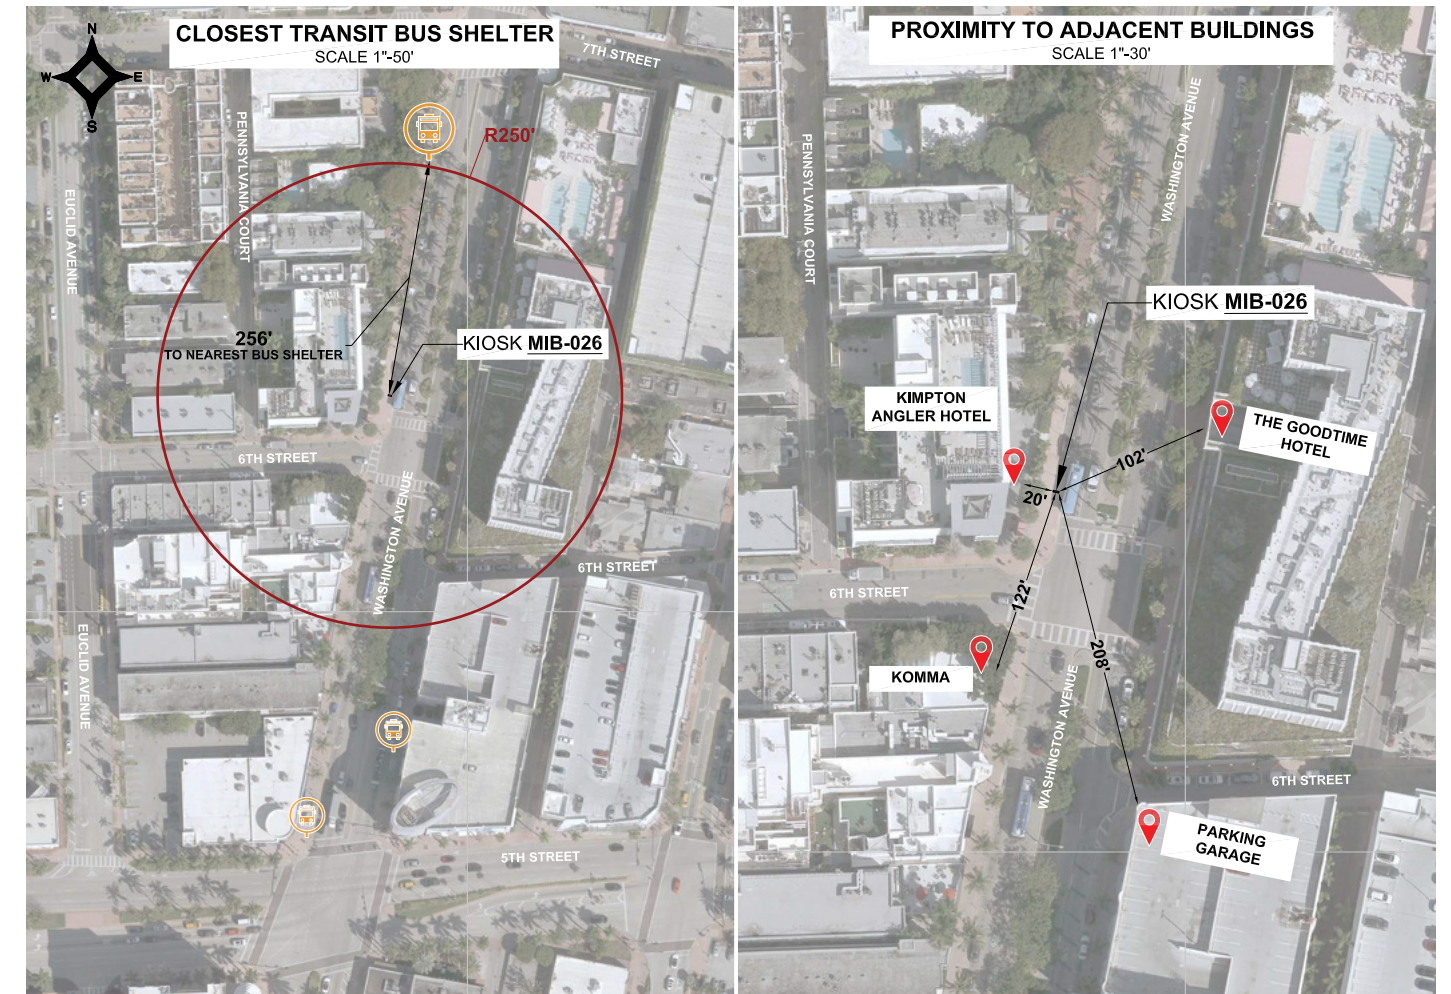 CLOSEST TRANSIT BUS SHELTER
SCALE 1"-50'
N
W
E
S
7TH STREET
R250'
PENNSYLVANIA COURT
EUCLID AVENUE
256'
TO NEAREST BUS SHELTER
KIOSK MIB-026
6TH STREET
WASHINGTON AVENUE
6TH STREET
EUCLID AVENUE
5TH STREET
PROXIMITY TO ADJACENT BUILDINGS
SCALE 1"-30'
WASHINGTON AVENUE
PENNSYLVANIA COURT
KIOSK MIB-026
KIMPTON
ANGLER HOTEL
THE GOODTIME
HOTEL
102'
20'
122'
6TH STREET
208'
KOMMA
WASHINGTON AVENUE
6TH STREET
PARKING
GARAGE